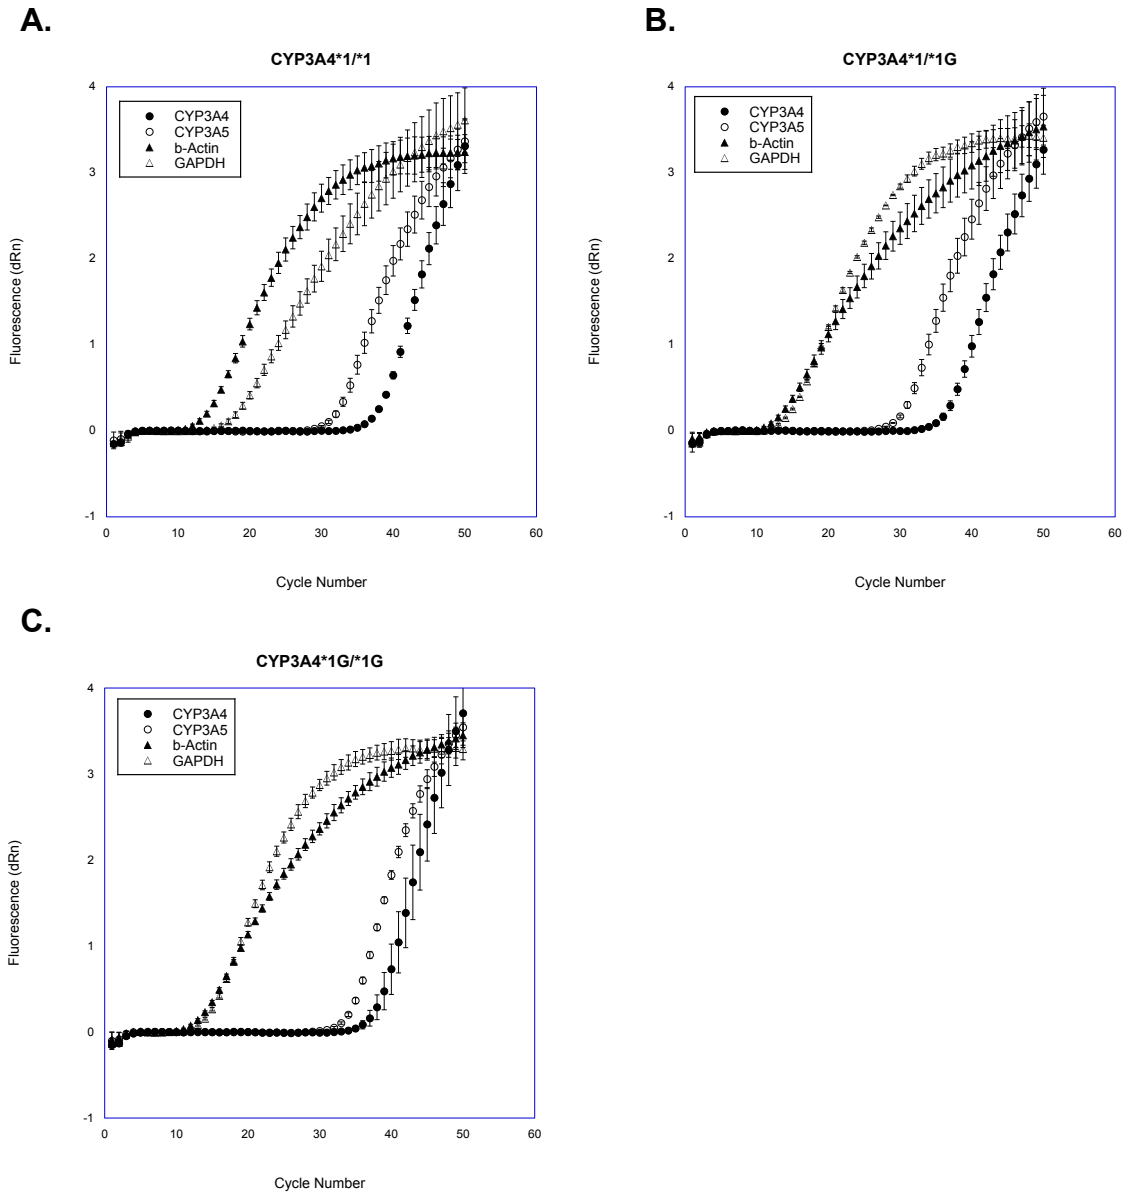 A.
CYP3A4*1/*1
CYP3A4
CYP3A5
b-Actin
GAPDH
Fluorescence (dRn)
4
3
2
1
0
-1
0 10 20 30 40 50 60
Cycle Number
B.
CYP3A4*1/*1G
CYP3A4
CYP3A5
b-Actin
GAPDH
Fluorescence (dRn)
4
3
2
1
0
-1
0 10 20 30 40 50 60
Cycle Number
C.
CYP3A4*1G/*1G
CYP3A4
CYP3A5
b-Actin
GAPDH
Fluorescence (dRn)
4
3
2
1
0
-1
0 10 20 30 40 50 60
Cycle Number